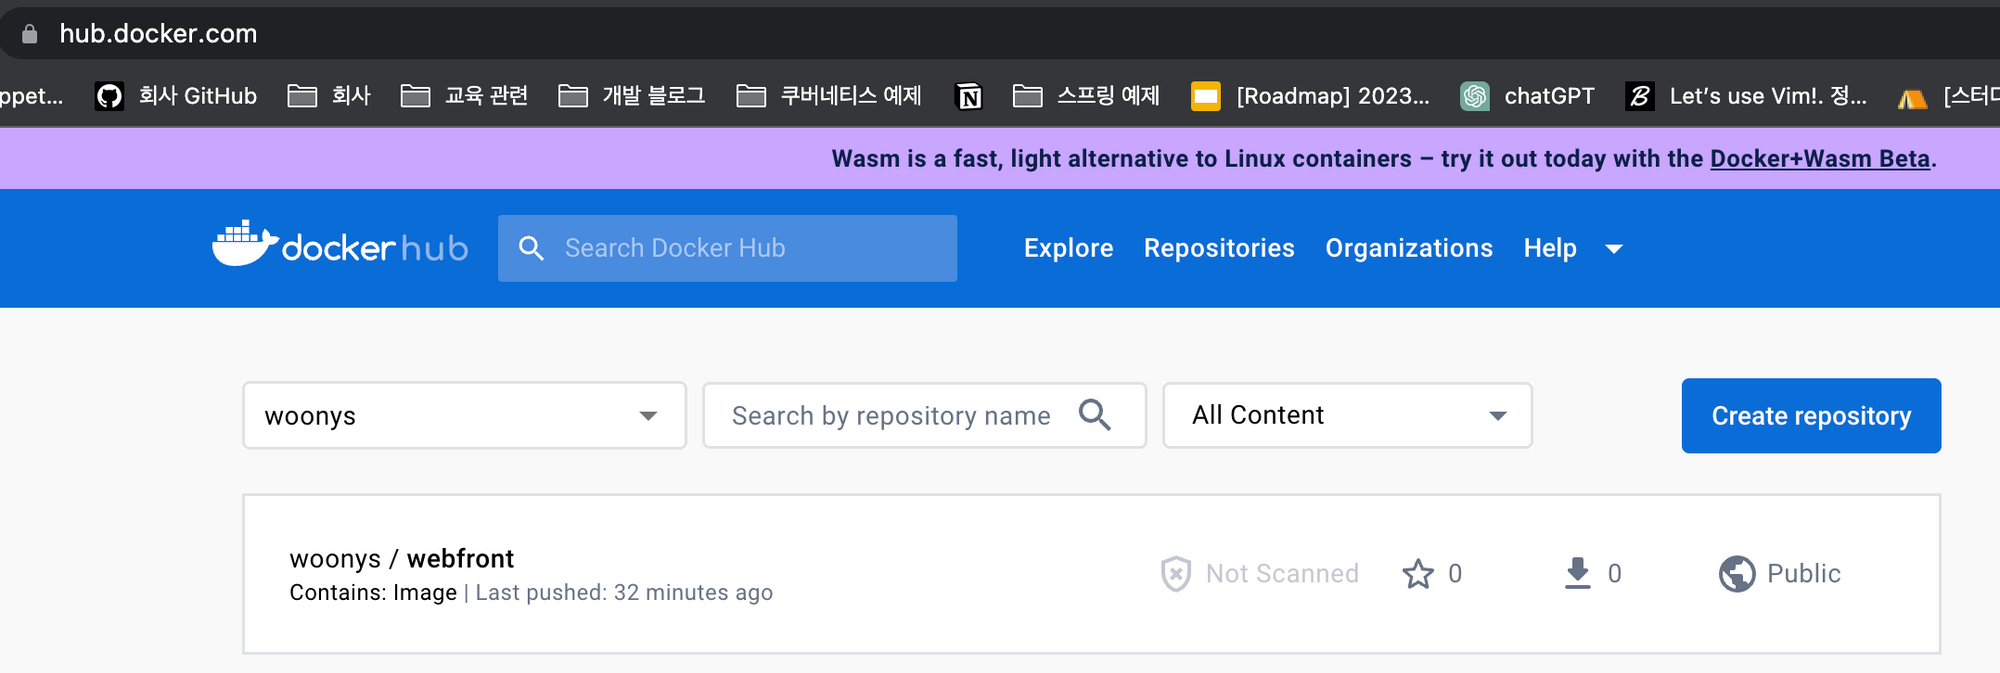 hub.docker.com
ppet... 회사 GitHub 회사 교육 관련 개발 블로그 쿠버네티스 예제 스프링 예제 [Roadmap] 2023... chatGPT Let's use Vim!. 정... [스터디
Wasm is a fast, light alternative to Linux containers – try it out today with the Docker+Wasm Beta.
docker hub Search Docker Hub Explore Repositories Organizations Help
woonys Search by repository name All Content Create repository
woonys / webfront
Contains: Image | Last pushed: 32 minutes ago
Not Scanned 0 0 Public